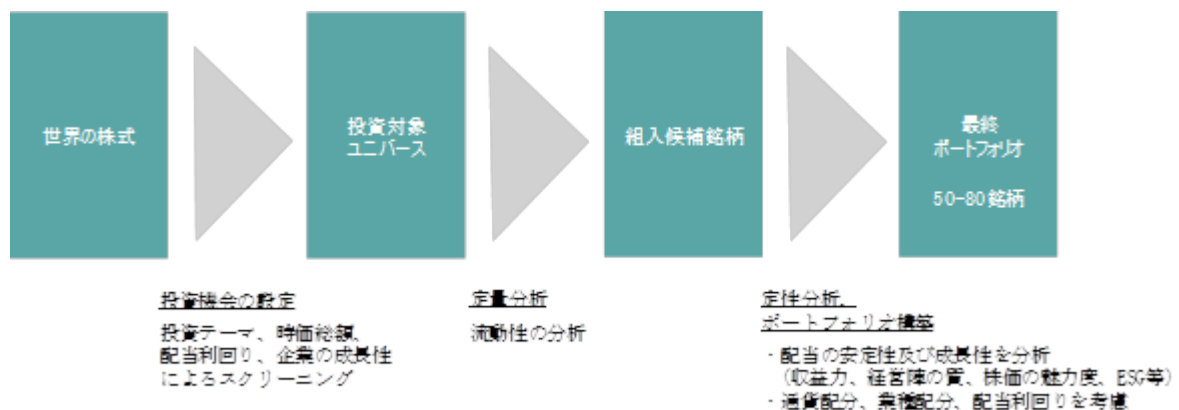 世界の株式
投資対象
ユニバース
組入候補銘柄
最終
ポートフォリオ
50-80銘柄
投資機会の設定
投資テーマ、時価総額、
配当利回り、企業の成長性
によるスクリーニング
定量分析
流動性の分析
定性分析、
ポートフォリオ構築
・配当の安定性及び成長性を分析
（収益力、経営陣の質、株価の魅力度、ESG等）
・通貨配分、業種配分、配当利回りを考慮